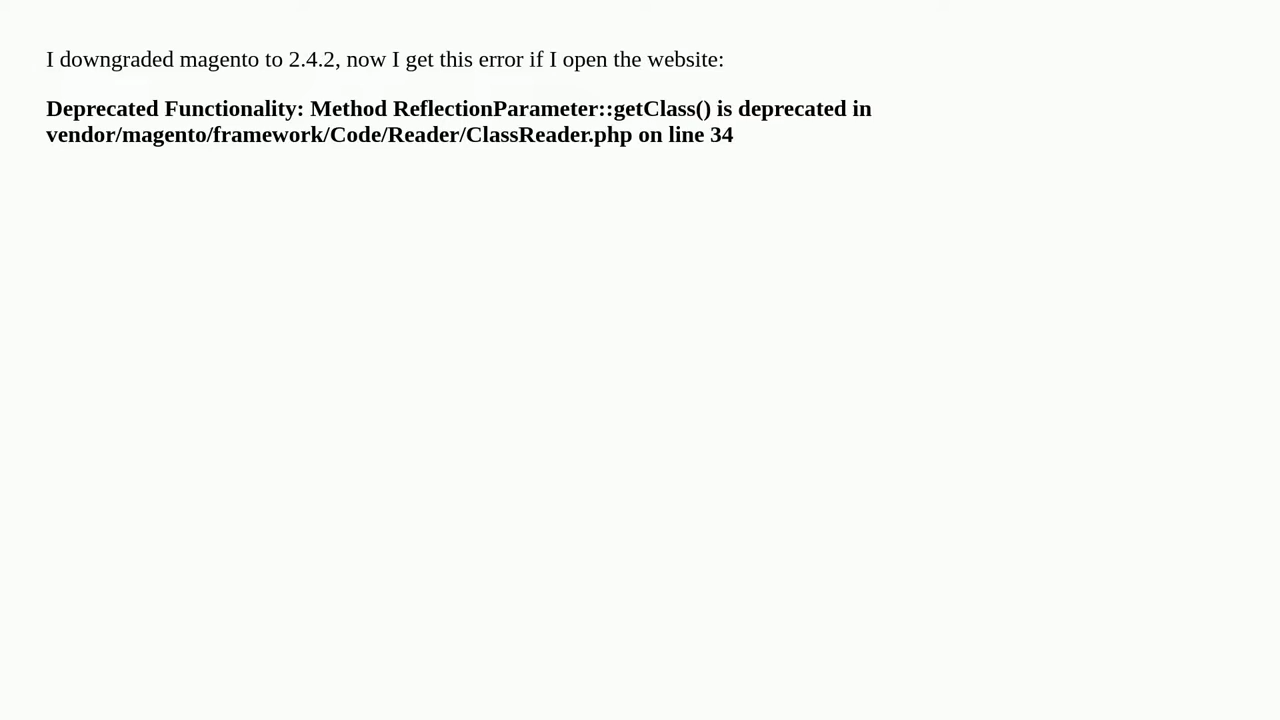 I downgraded magento to 2.4.2, now I get this error if I open the website:
Deprecated Functionality: Method ReflectionParameter::getClass() is deprecated in
vendor/magento/framework/Code/Reader/ClassReader.php on line 34